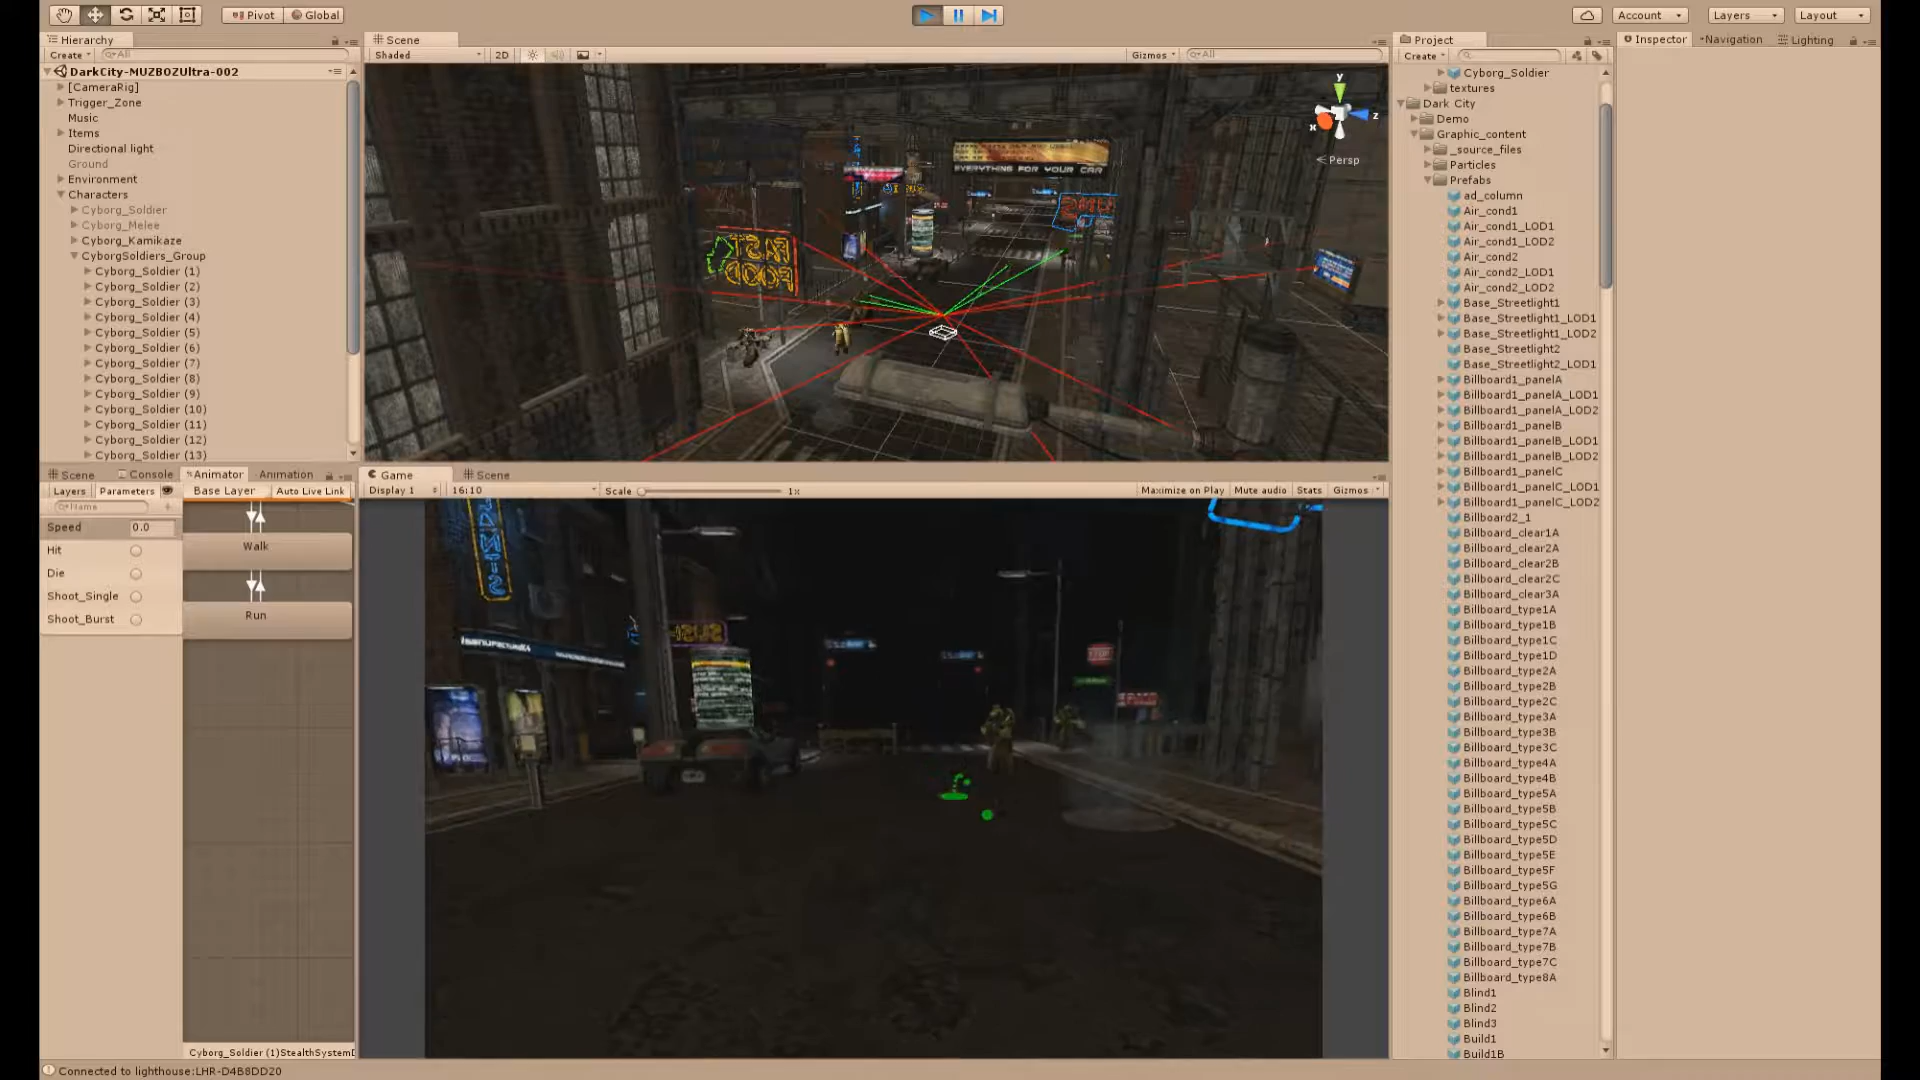 Pivot Global
Account Layers Layout
Hierarchy
Create All
DarkCity-MUZBOZUltra-002
[CameraRig]
Trigger_Zone
Music
Items
Directional light
Ground
Environment
Characters
Cyborg_Soldier
Cyborg_Melee
Cyborg_Kamikaze
CyborgSoldiers_Group
Cyborg_Soldier (1)
Cyborg_Soldier (2)
Cyborg_Soldier (3)
Cyborg_Soldier (4)
Cyborg_Soldier (5)
Cyborg_Soldier (6)
Cyborg_Soldier (7)
Cyborg_Soldier (8)
Cyborg_Soldier (9)
Cyborg_Soldier (10)
Cyborg_Soldier (11)
Cyborg_Soldier (12)
Cyborg_Soldier (13)
Scene
Shaded 2D Gizmos All
y
x
z
Persp
EVERYTHING FOR YOUR CAR
FAST
FOOD
Scene Console Animator Animation
Layers Parameters Base Layer Auto Live Link
Name
Speed 0.0
Hit
Die
Shoot_Single
Shoot_Burst
Walk
Run
Cyborg_Soldier (1)StealthSystem
Game Scene
Display 1 16:10 Scale 1x Maximize on Play Mute audio Stats Gizmos
Project
Create
Cyborg_Soldier
textures
Dark City
Demo
Graphic_content
_source_files
Particles
Prefabs
ad_column
Air_cond1
Air_cond1_LOD1
Air_cond1_LOD2
Air_cond2
Air_cond2_LOD1
Air_cond2_LOD2
Base_Streetlight1
Base_Streetlight1_LOD1
Base_Streetlight1_LOD2
Base_Streetlight2
Base_Streetlight2_LOD1
Billboard1_panelA
Billboard1_panelA_LOD1
Billboard1_panelA_LOD2
Billboard1_panelB
Billboard1_panelB_LOD1
Billboard1_panelB_LOD2
Billboard1_panelC
Billboard1_panelC_LOD1
Billboard1_panelC_LOD2
Billboard2_1
Billboard_clear1A
Billboard_clear2A
Billboard_clear2B
Billboard_clear2C
Billboard_clear3A
Billboard_type1A
Billboard_type1B
Billboard_type1C
Billboard_type1D
Billboard_type2A
Billboard_type2B
Billboard_type2C
Billboard_type3A
Billboard_type3B
Billboard_type3C
Billboard_type4A
Billboard_type4B
Billboard_type5A
Billboard_type5B
Billboard_type5C
Billboard_type5D
Billboard_type5E
Billboard_type5F
Billboard_type5G
Billboard_type6A
Billboard_type6B
Billboard_type7A
Billboard_type7B
Billboard_type7C
Billboard_type8A
Blind1
Blind2
Blind3
Build1
Build1B
Inspector Navigation Lighting
Connected to lighthouse:LHR-D4B8DD20